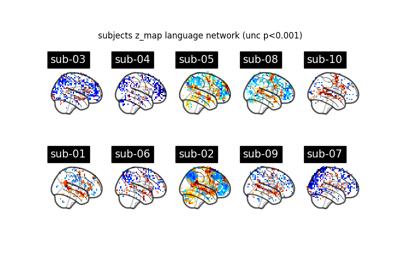 subjects z_map language network (unc p<0.001)
sub-03 sub-04 sub-05 sub-08 sub-10
sub-01 sub-06 sub-02 sub-09 sub-07